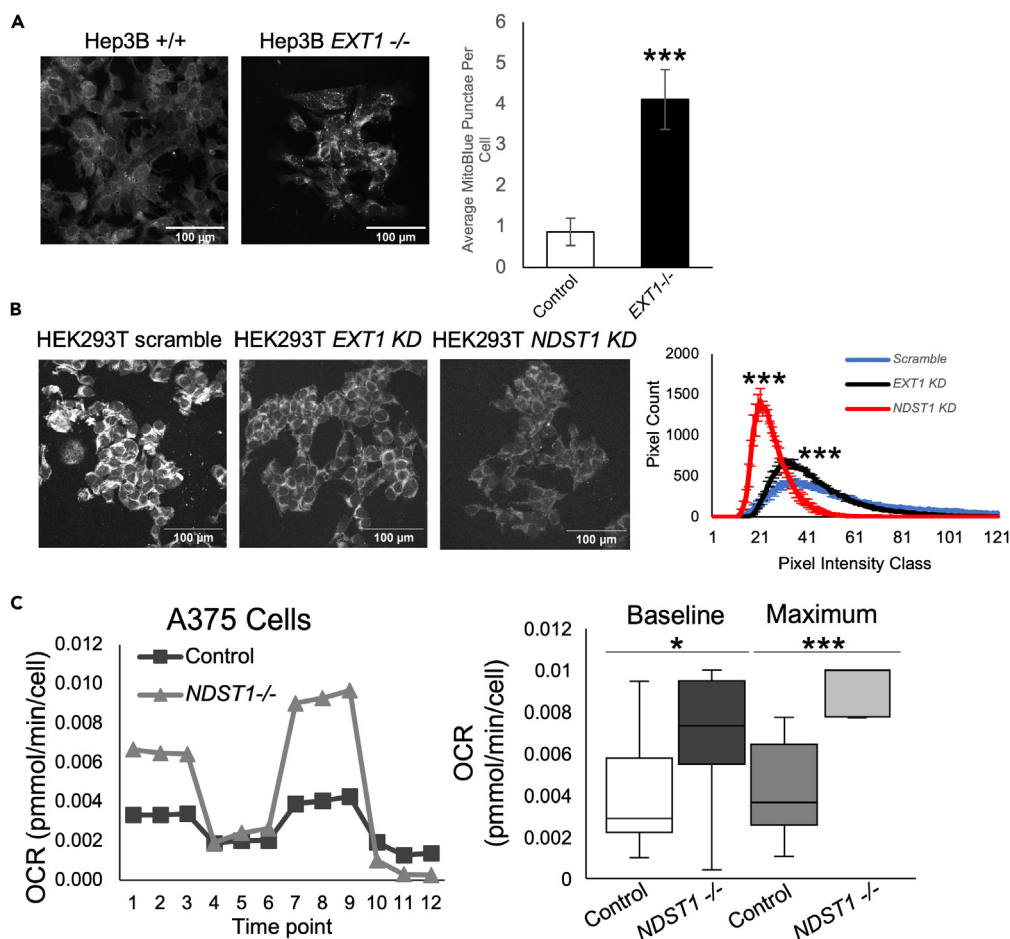 A
Hep3B +/+
Hep3B EXT1 -/-
100 µm
100 µm
Average MitoBlue Punctae Per
Cell
6
5
4
3
2
1
0
***
Control
EXT1-/-
B
HEK293T scramble
HEK293T EXT1 KD
HEK293T NDST1 KD
100 µm
100 µm
100 µm
Pixel Count
2000
1500
1000
500
0
***
***
Scramble
EXT1 KD
NDST1 KD
1 21 41 61 81 101 121
Pixel Intensity Class
C
A375 Cells
Control
NDST1-/-
OCR (pmmol/min/cell)
0.012
0.010
0.008
0.006
0.004
0.002
0.000
1 2 3 4 5 6 7 8 9 10 11 12
Time point
Baseline
Maximum
*
***
OCR
(pmmol/min/cell)
0.012
0.01
0.008
0.006
0.004
0.002
0
Control
NDST1 -/-
Control
NDST1 -/-